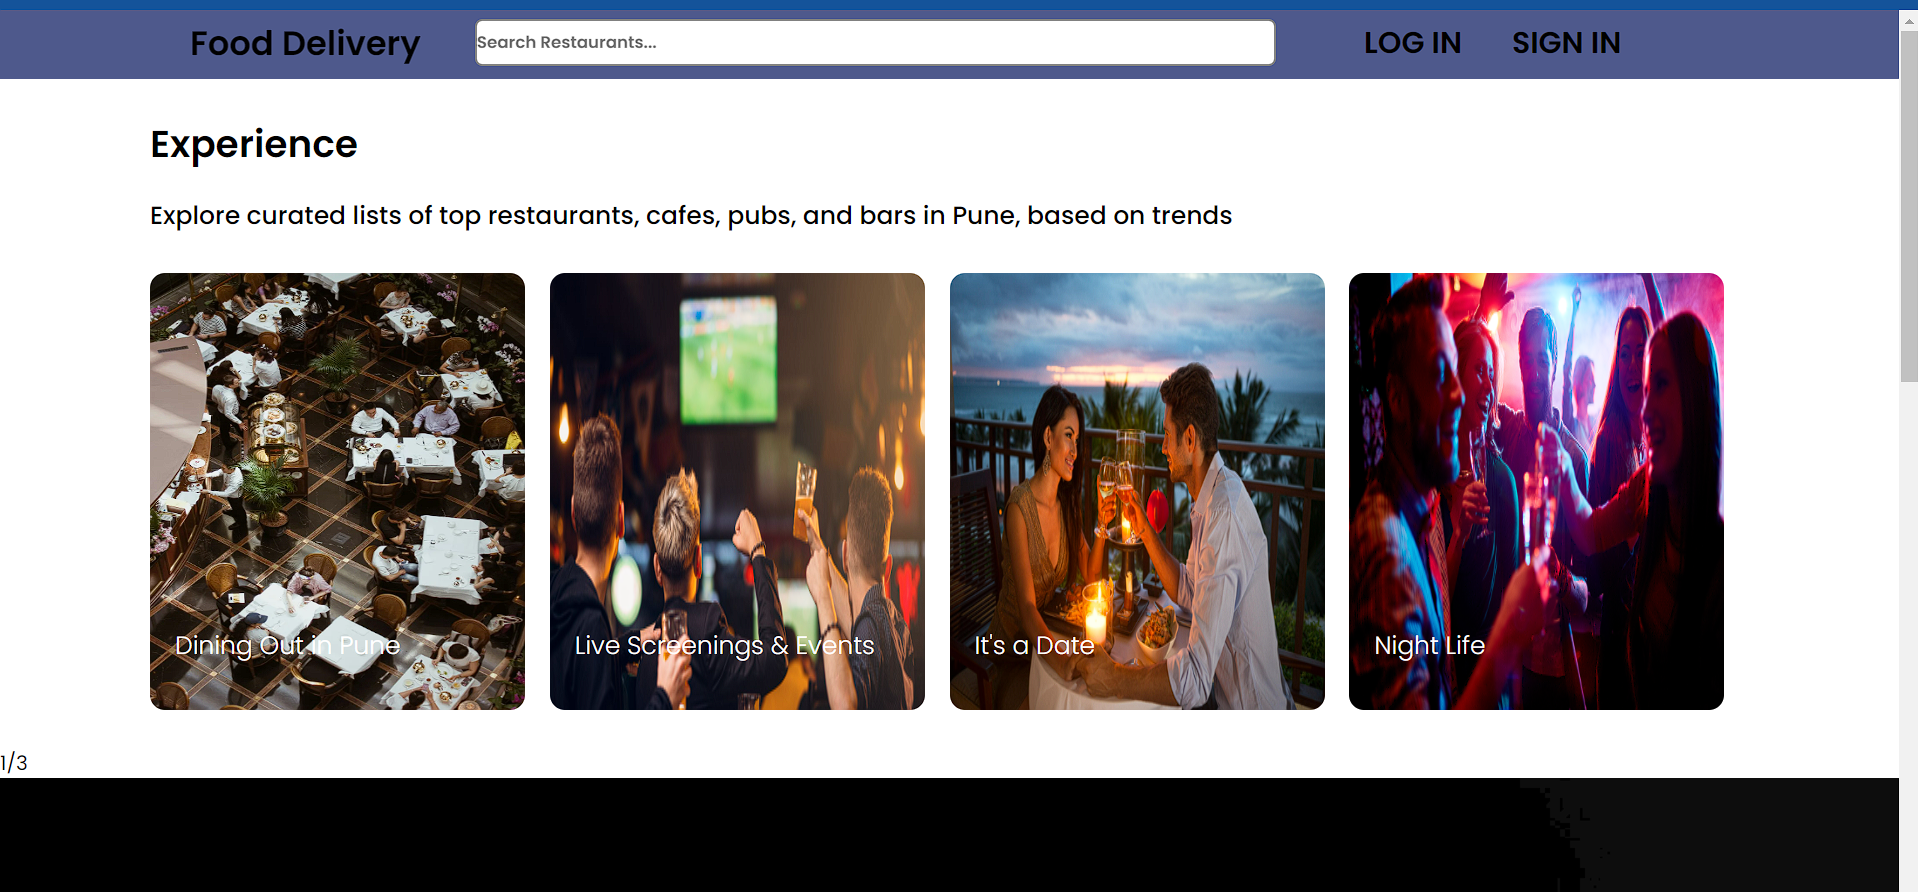 Food Delivery
Search Restaurants...
LOG IN
SIGN IN
Experience
Explore curated lists of top restaurants, cafes, pubs, and bars in Pune, based on trends
Dining Out in Pune
Live Screenings & Events
It's a Date
Night Life
1/3